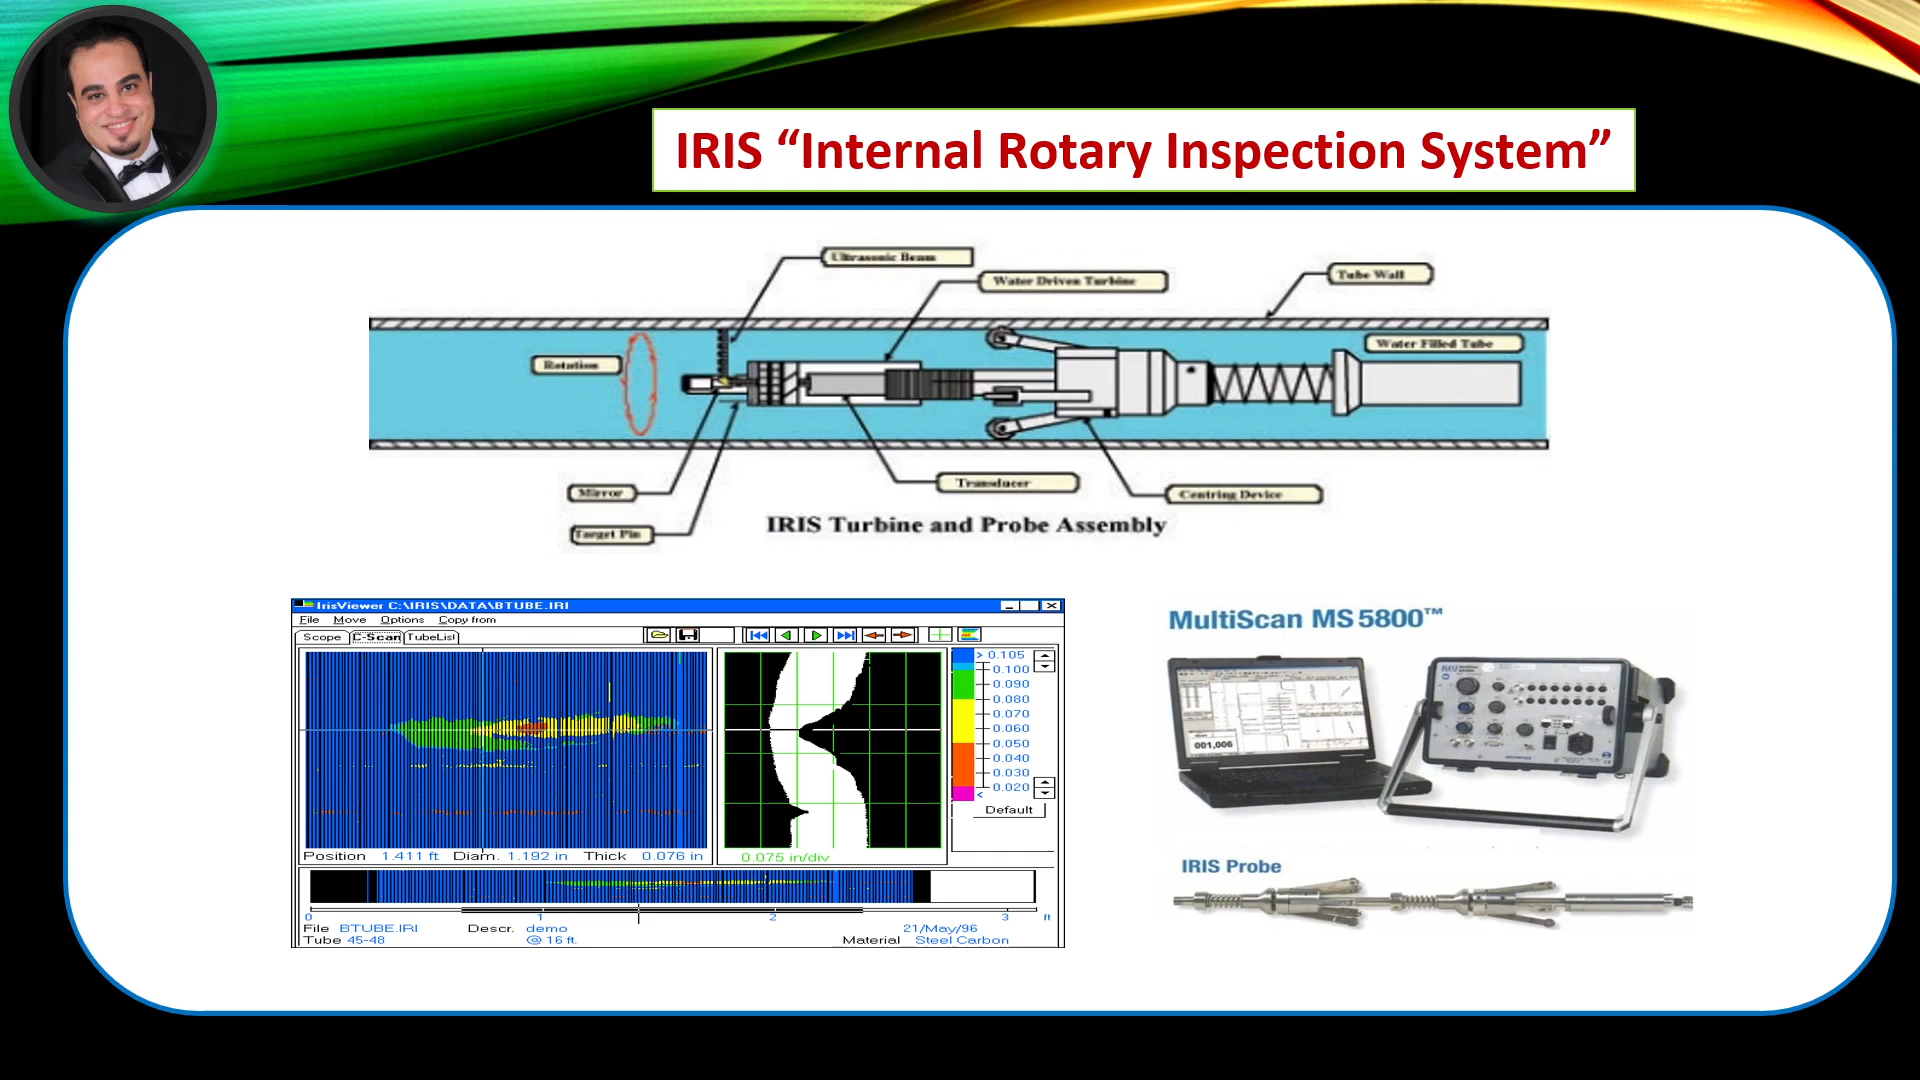 IRIS “Internal Rotary Inspection System”
Ultrasonic Beam
Water Driven Turbine
Tube Wall
Water Filled Tube
Rotation
Mirror
Target Pin
Transducer
Centring Device
IRIS Turbine and Probe Assembly
IrisViewer C:\IRIS\DATA\BTUBE.IRI
File Move Options Copy from
Scope C-Scan TubeList
> 0.105
0.100
0.090
0.080
0.070
0.060
0.050
0.040
0.030
0.020
<
Default
Position 1.411 ft Diam. 1.192 in Thick 0.076 in
0.075 in/div
0 1 2 3 ft
File BTUBE.IRI Descr. demo 21/May/96
Tube 45-48 @ 16 ft. Material Steel Carbon
MultiScan MS 5800™
001,006
IRIS Probe